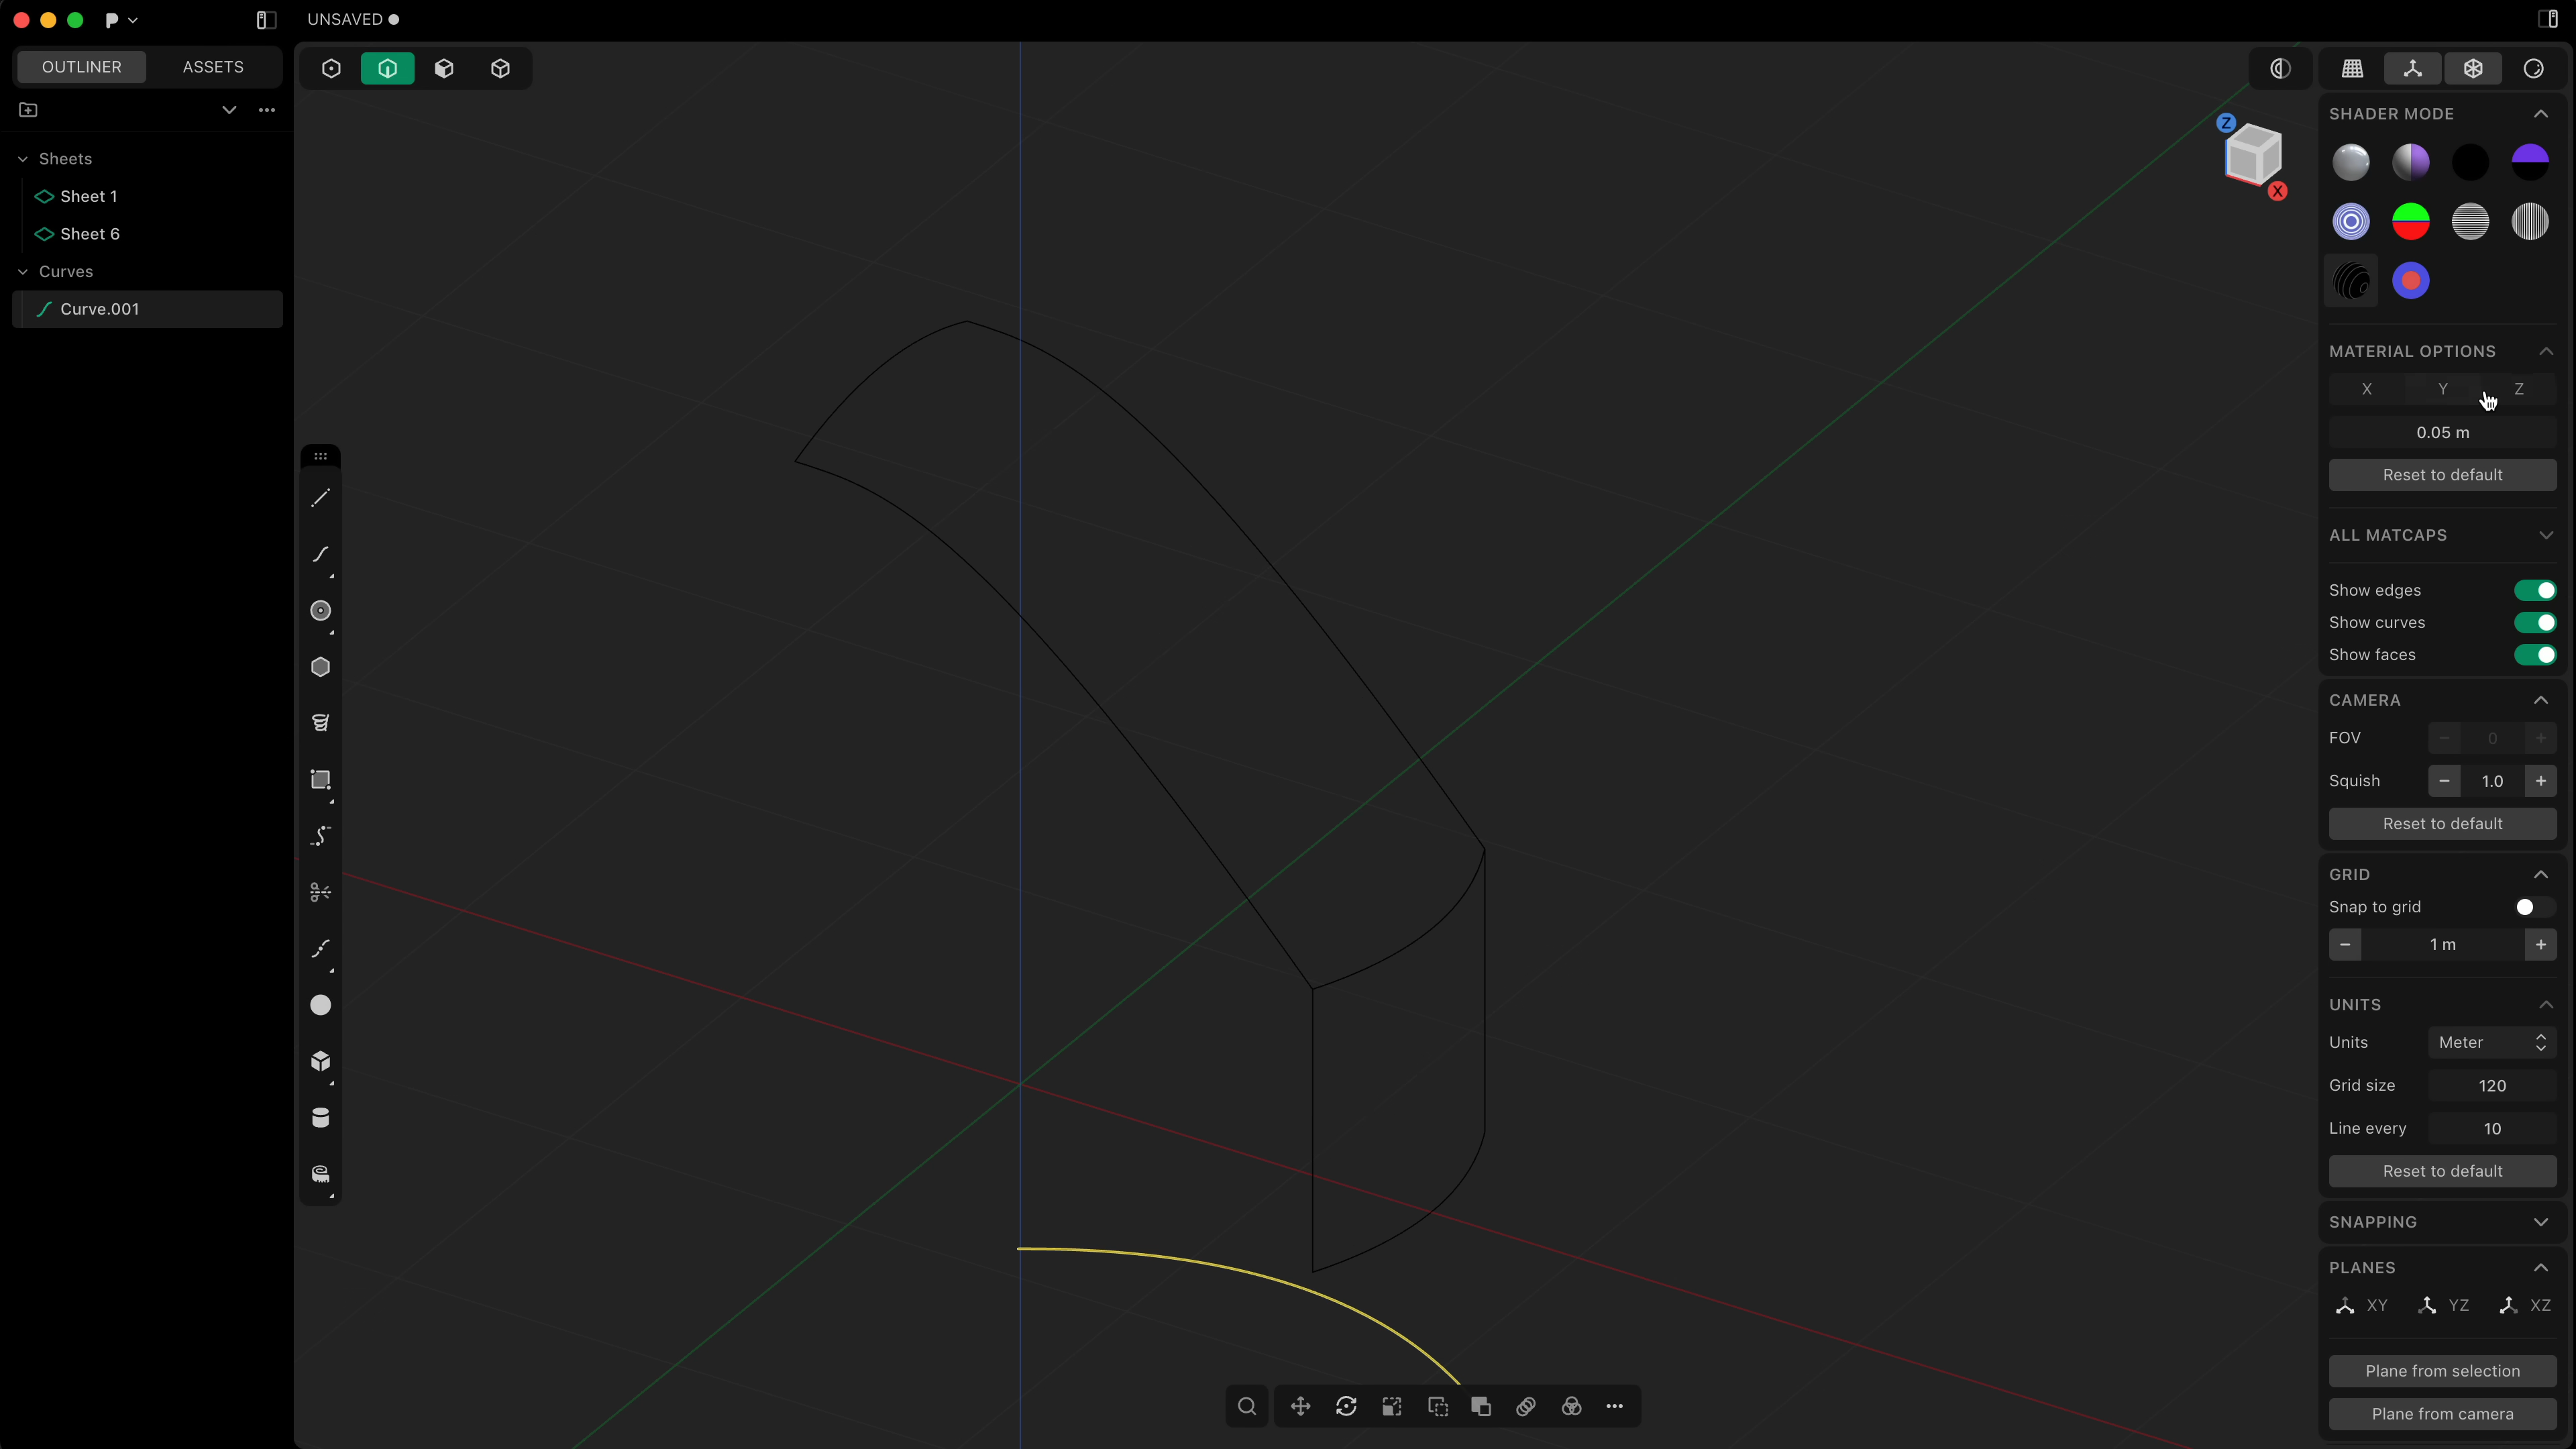 UNSAVED
OUTLINER ASSETS
Sheets
Sheet 1
Sheet 6
Curves
Curve.001
Z
X
SHADER MODE
MATERIAL OPTIONS
X Y Z
0.05 m
Reset to default
ALL MATCAPS
Show edges
Show curves
Show faces
CAMERA
FOV − 0 +
Squish − 1.0 +
Reset to default
GRID
Snap to grid
− 1 m +
UNITS
Units Meter
Grid size 120
Line every 10
Reset to default
SNAPPING
PLANES
XY YZ XZ
Plane from selection
Plane from camera